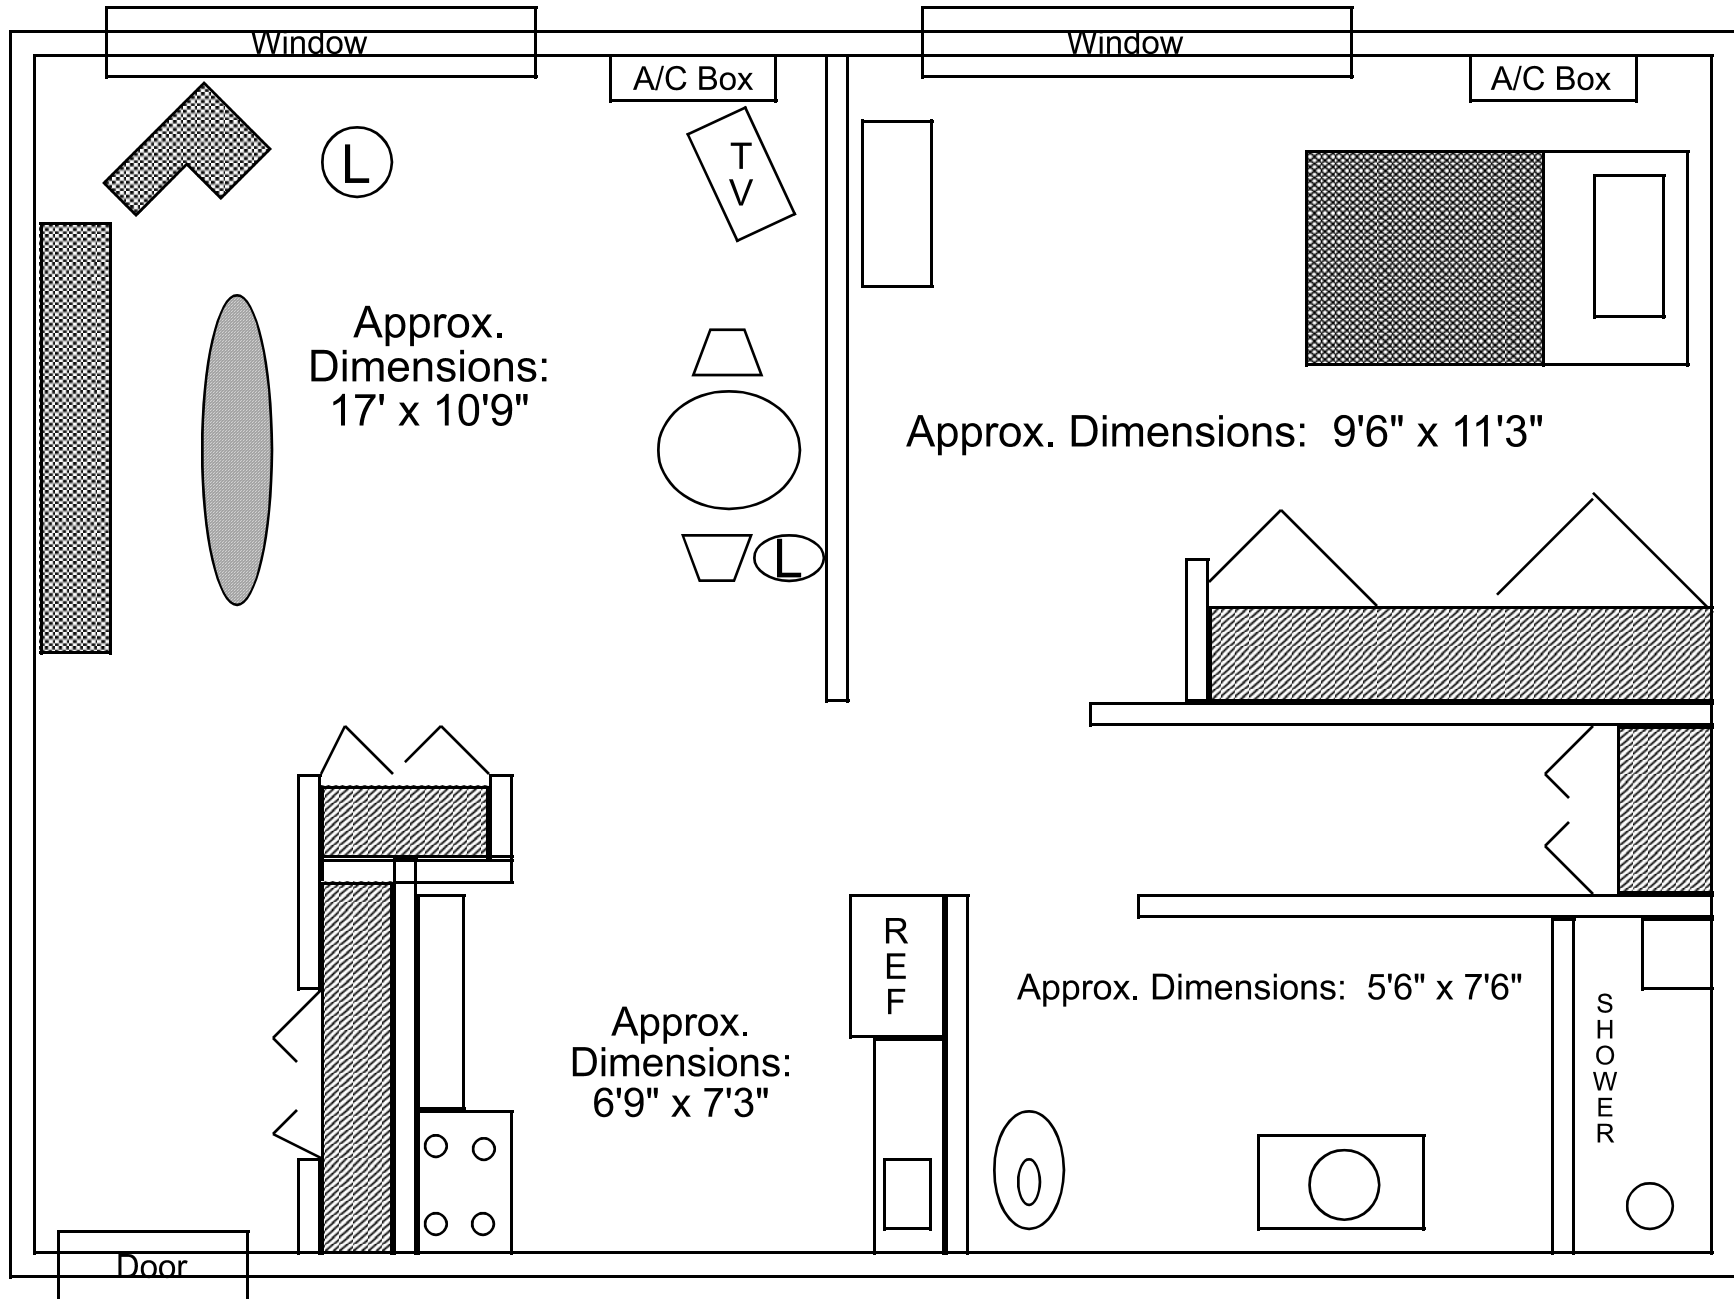 Window
Window
A/C Box
A/C Box
L
T
V
Approx.
Dimensions:
17' x 10'9"
Approx. Dimensions: 9'6" x 11'3"
L
R
E
F
Approx. Dimensions: 5'6" x 7'6"
S
H
O
W
E
R
Approx.
Dimensions:
6'9" x 7'3"
Door